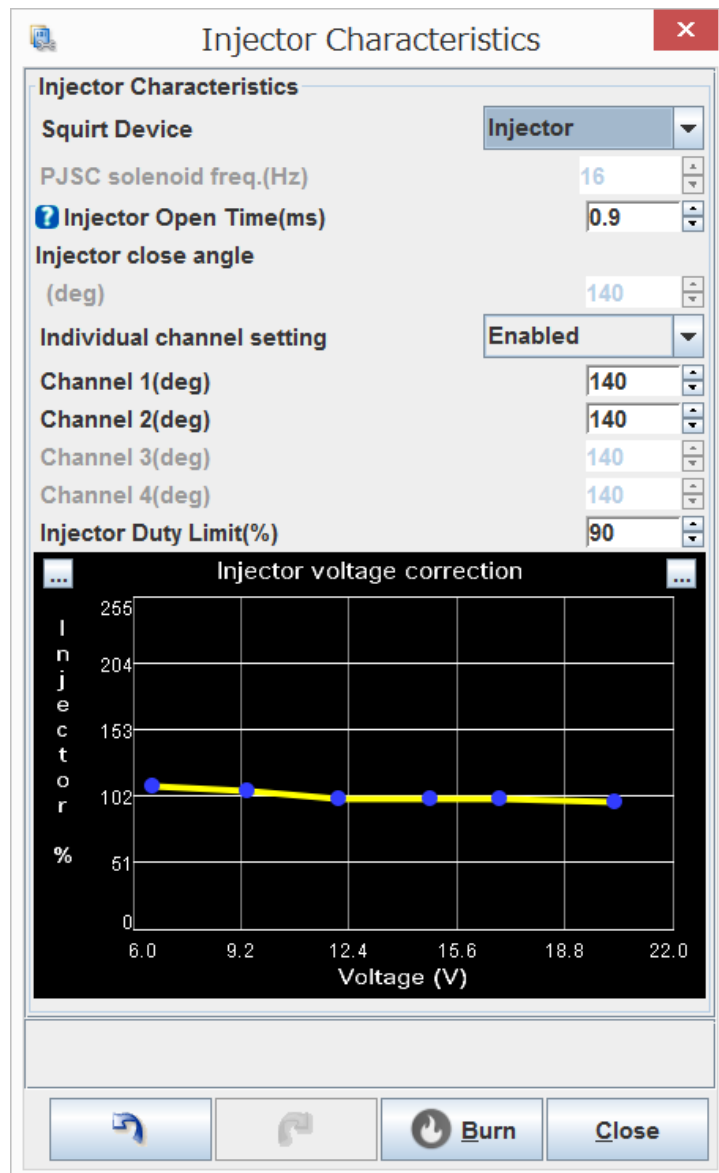 Injector Characteristics
Injector Characteristics
Squirt Device Injector
PJSC solenoid freq.(Hz) 16
? Injector Open Time(ms) 0.9
Injector close angle
(deg) 140
Individual channel setting Enabled
Channel 1(deg) 140
Channel 2(deg) 140
Channel 3(deg) 140
Channel 4(deg) 140
Injector Duty Limit(%) 90
... Injector voltage correction ...
Injector %
255
204
153
102
51
0
6.0 9.2 12.4 15.6 18.8 22.0
Voltage (V)
Burn Close